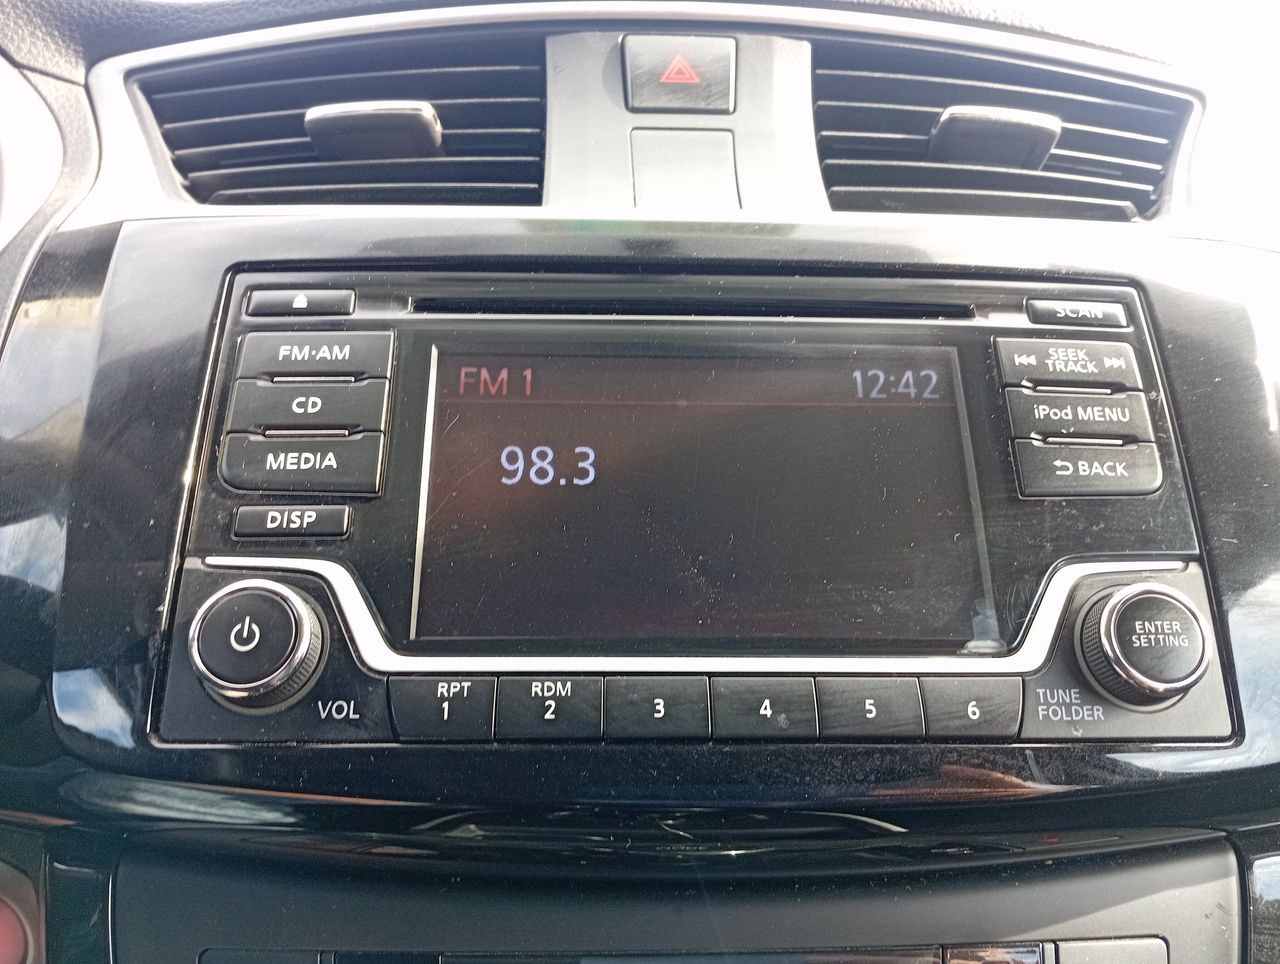 SCAN
FM·AM
CD
MEDIA
DISP
FM 1
12:42
98.3
SEEK
TRACK
iPod MENU
BACK
VOL
RPT
1
RDM
2
3
4
5
6
TUNE
FOLDER
ENTER
SETTING